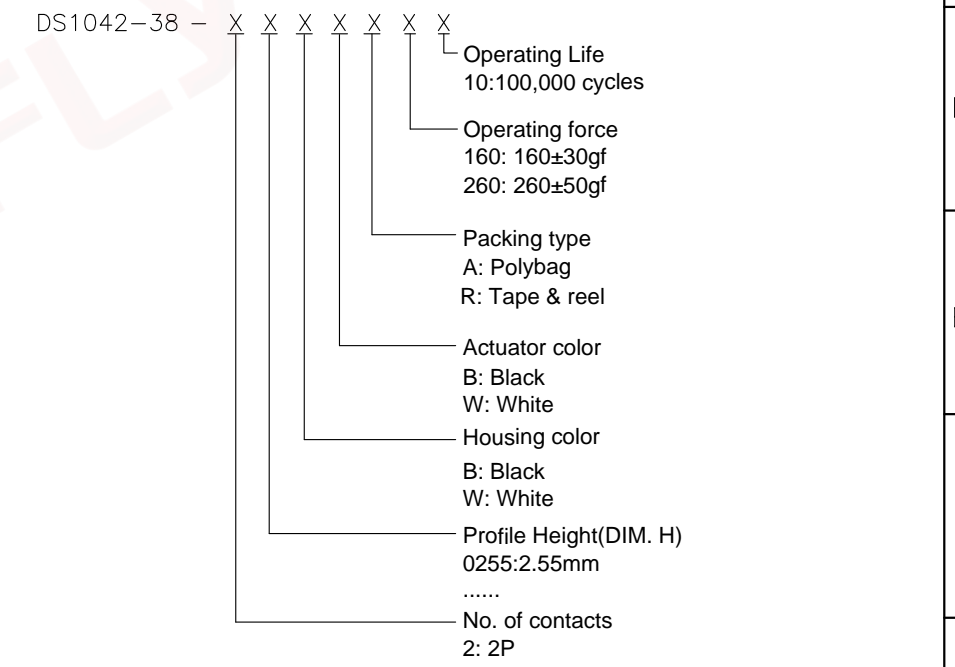 DS1042-38 - X X X X X X X
Operating Life
10:100,000 cycles
Operating force
160: 160±30gf
260: 260±50gf
Packing type
A: Polybag
R: Tape & reel
Actuator color
B: Black
W: White
Housing color
B: Black
W: White
Profile Height(DIM. H)
0255:2.55mm
......
No. of contacts
2: 2P